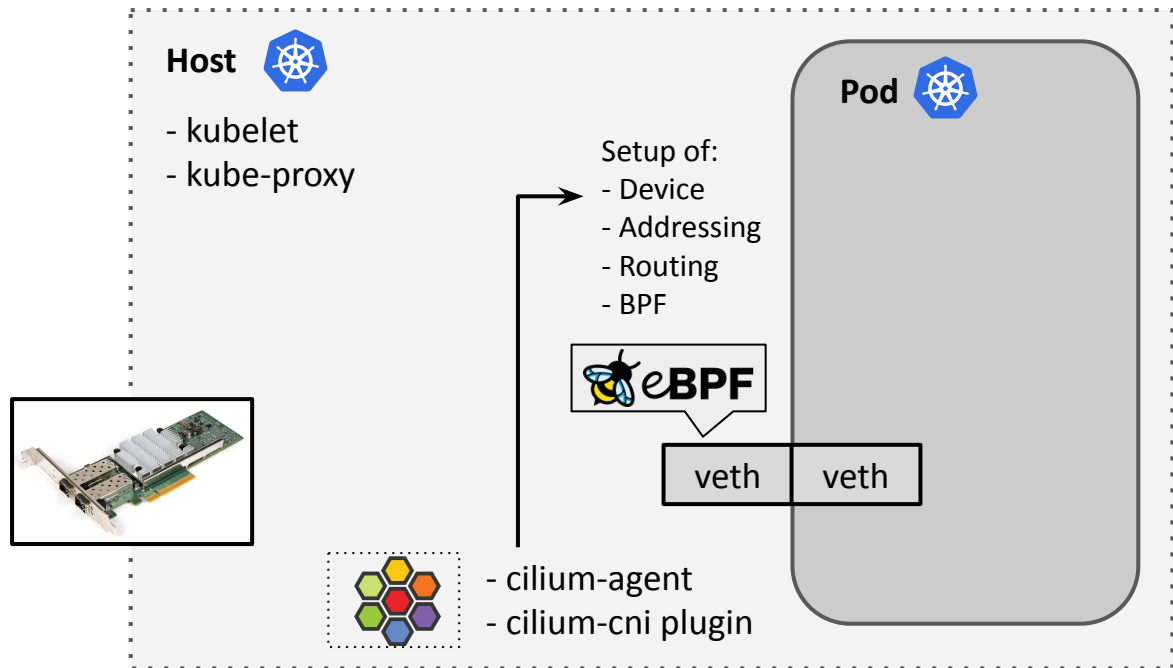 Host
- kubelet
- kube-proxy
Pod
Setup of:
- Device
- Addressing
- Routing
- BPF
eBPF
veth
veth
- cilium-agent
- cilium-cni plugin